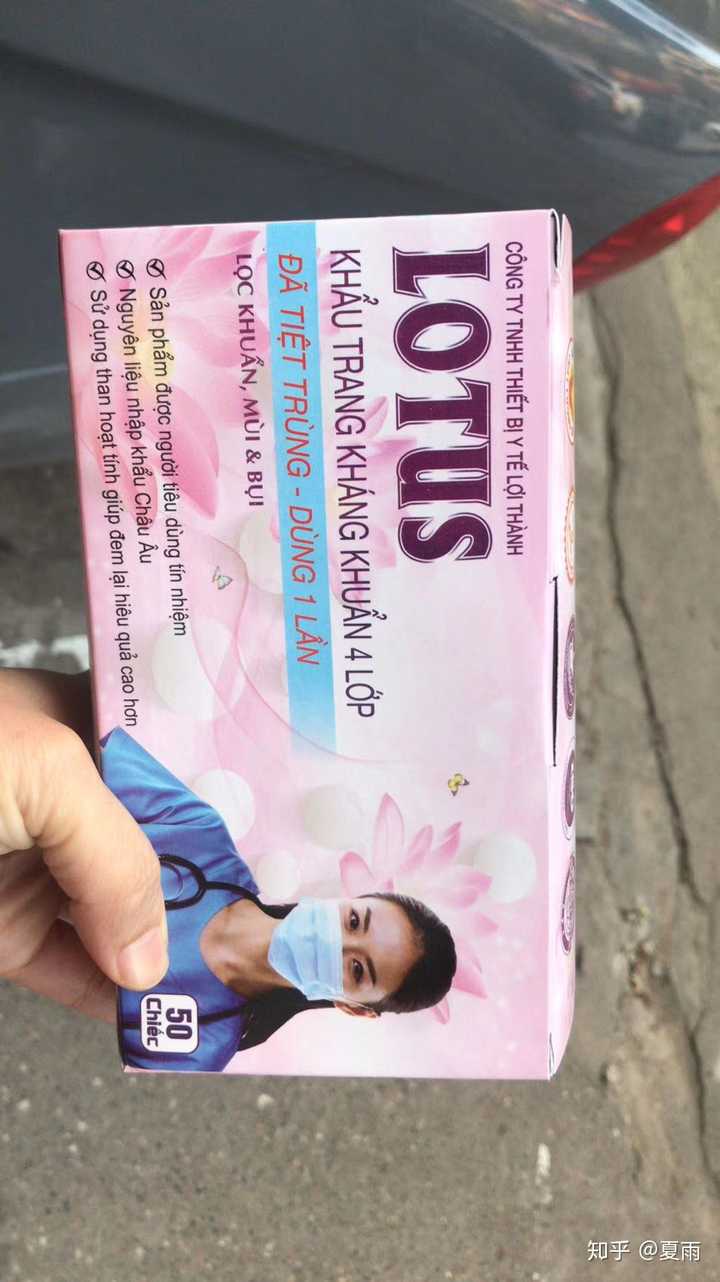 CÔNG TY TNHH THIẾT BỊ Y TẾ LỢI THÀNH
LOTUS
KHẨU TRANG KHÁNG KHUẨN 4 LỚP
ĐÃ TIỆT TRÙNG - DÙNG 1 LẦN
LỌC KHUẨN, MÙI & BỤI
Sản phẩm được người tiêu dùng tín nhiệm
Nguyên liệu nhập khẩu Châu Âu
Sử dụng than hoạt tính giúp đem lại hiêu quả cao hơn
50
Chiếc
知乎 @夏雨